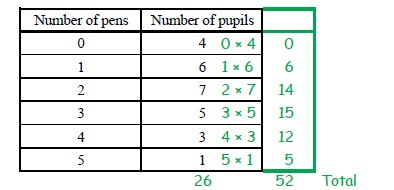 Number of pens Number of pupils
0 4 0 × 4 0
1 6 1 × 6 6
2 7 2 × 7 14
3 5 3 × 5 15
4 3 4 × 3 12
5 1 5 × 1 5
26 52 Total